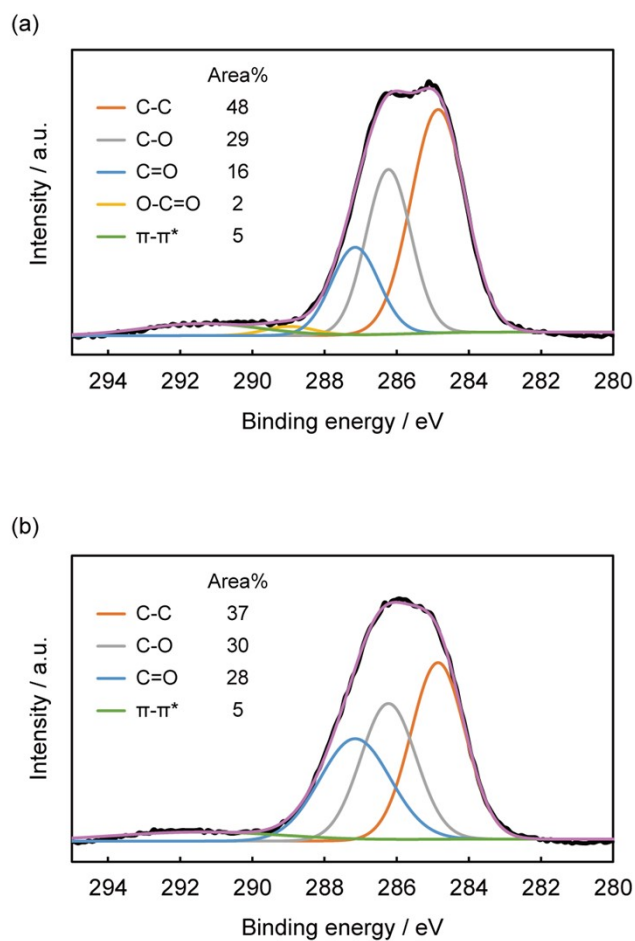 (a)
Area%
C-C 48
C-O 29
C=O 16
O-C=O 2
π-π* 5
Intensity / a.u.
294 292 290 288 286 284 282 280
Binding energy / eV
(b)
Area%
C-C 37
C-O 30
C=O 28
π-π* 5
Intensity / a.u.
294 292 290 288 286 284 282 280
Binding energy / eV